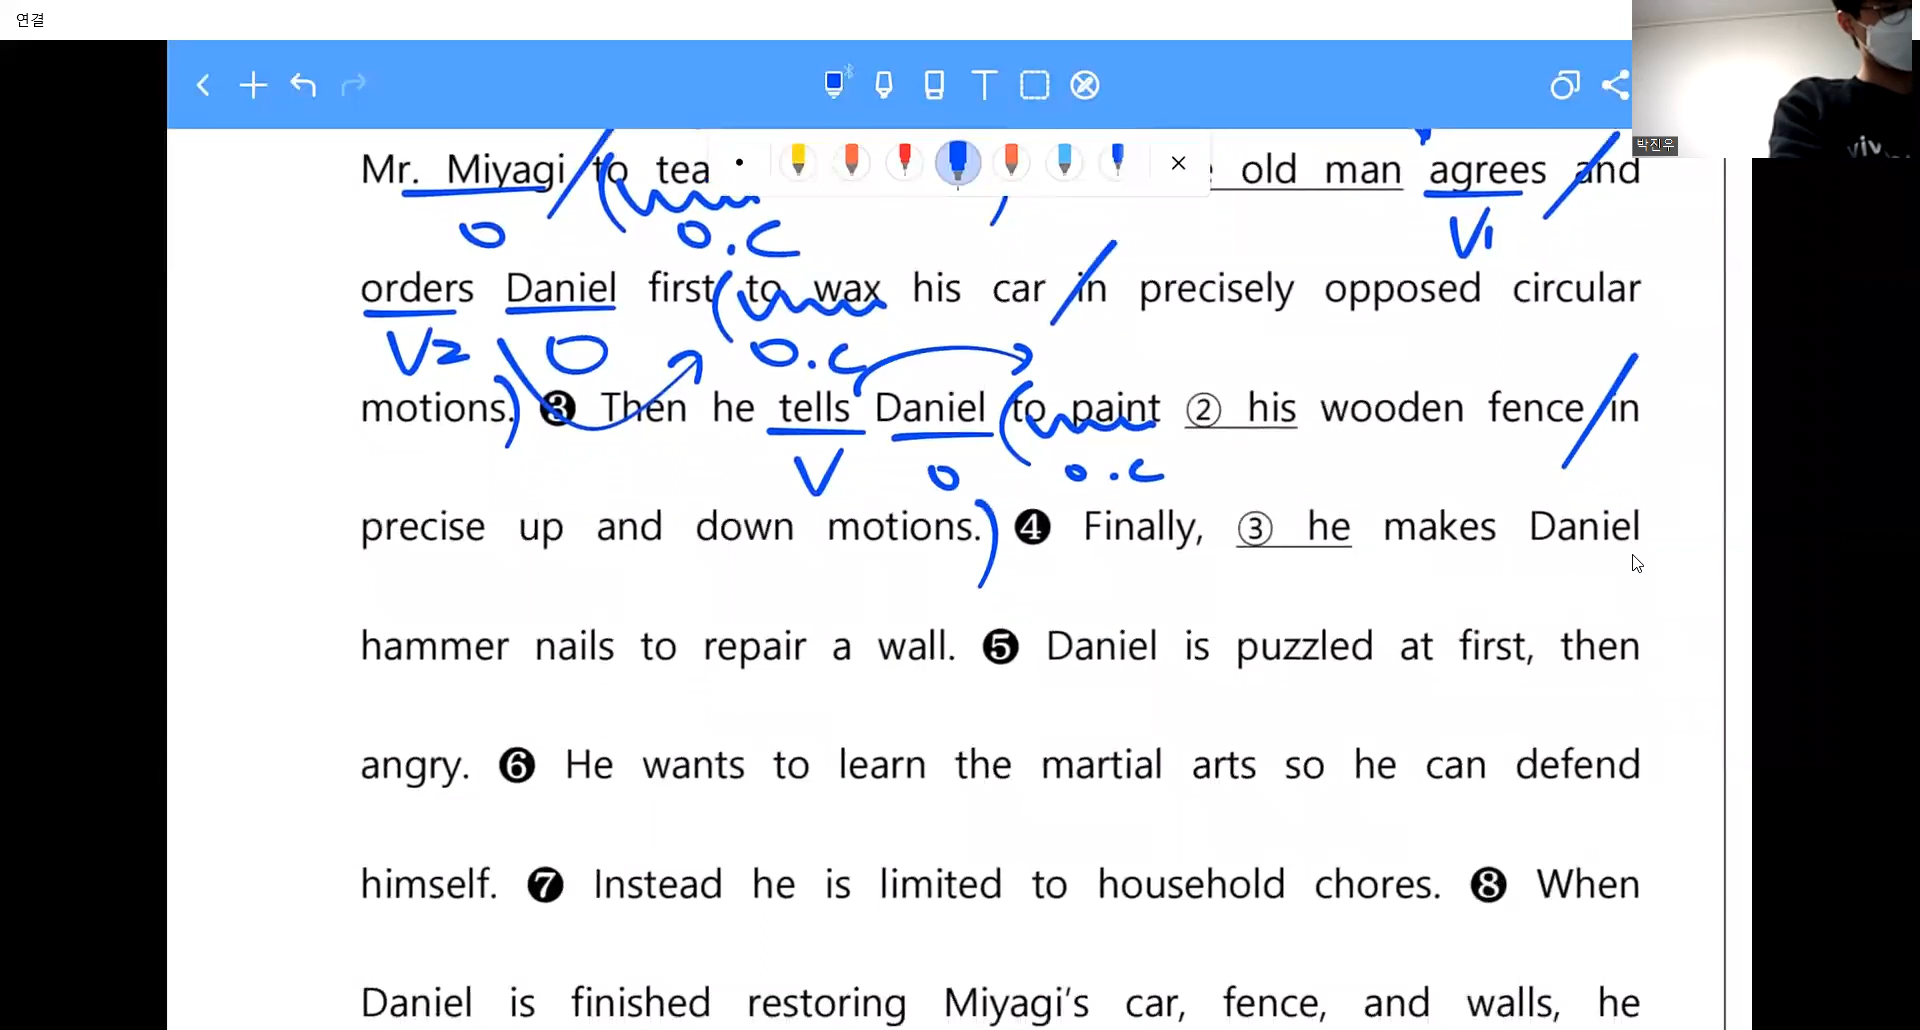 연결
박진우
viv
Mr. Miyagi to tea old man agrees and
O O.C V1
orders Daniel first to wax his car in precisely opposed circular
V2 O O.C
motions. ❸ Then he tells Daniel to paint ② his wooden fence in
V O O.C
precise up and down motions. ❹ Finally, ③ he makes Daniel
hammer nails to repair a wall. ❺ Daniel is puzzled at first, then
angry. ❻ He wants to learn the martial arts so he can defend
himself. ❼ Instead he is limited to household chores. ❽ When
Daniel is finished restoring Miyagi's car, fence, and walls, he